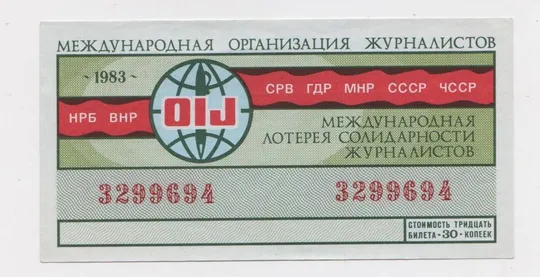 МЕЖДУНАРОДНАЯ ОРГАНИЗАЦИЯ ЖУРНАЛИСТОВ
~1983~
НРБ ВНР
OIJ
СРВ ГДР МНР СССР ЧССР
МЕЖДУНАРОДНАЯ
ЛОТЕРЕЯ СОЛИДАРНОСТИ
ЖУРНАЛИСТОВ
3299694
3299694
СТОИМОСТЬ ТРИДЦАТЬ
БИЛЕТА-30-КОПЕЕК